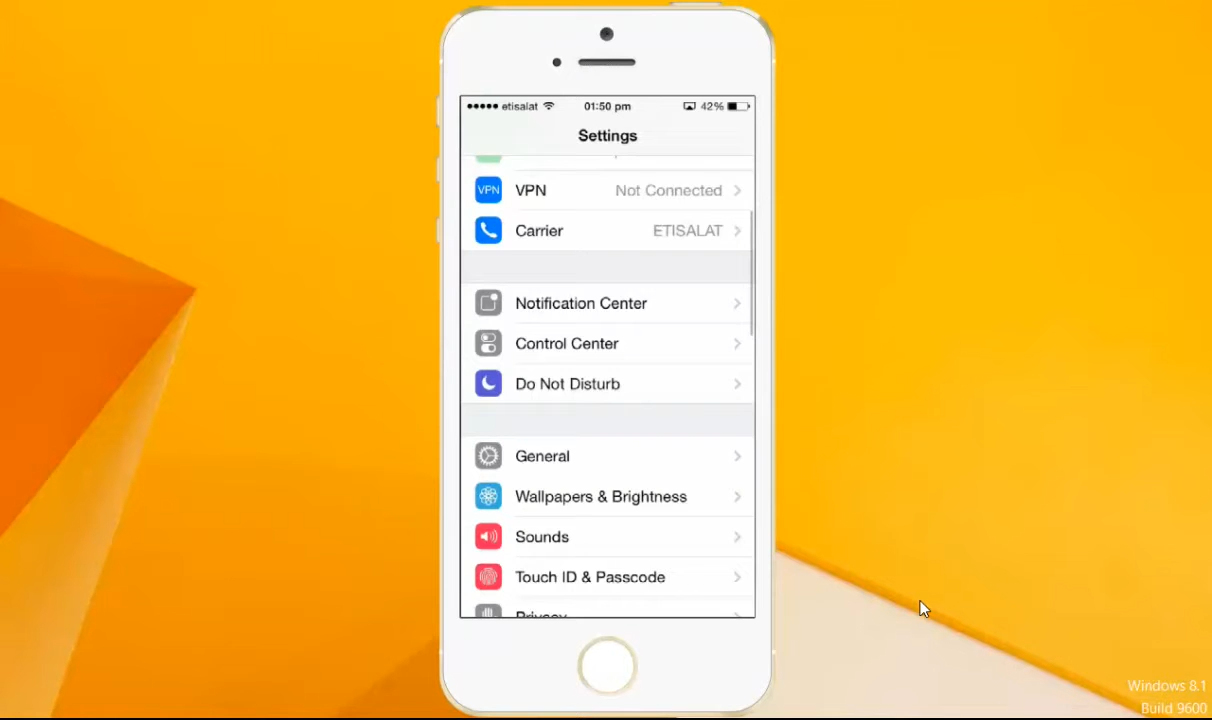 etisalat 01:50 pm 42%
Settings
VPN VPN Not Connected
Carrier ETISALAT
Notification Center
Control Center
Do Not Disturb
General
Wallpapers & Brightness
Sounds
Touch ID & Passcode
Privacy
Windows 8.1
Build 9600